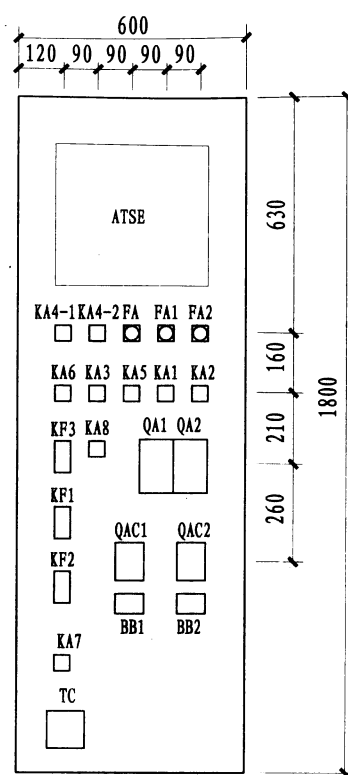 600
120 90 90 90 90
ATSE
630
KA4-1 KA4-2 FA FA1 FA2
160
KA6 KA3 KA5 KA1 KA2
1800
KF3 KA8 QA1 QA2
210
KF1
260
QAC1 QAC2
KF2
BB1 BB2
KA7
TC